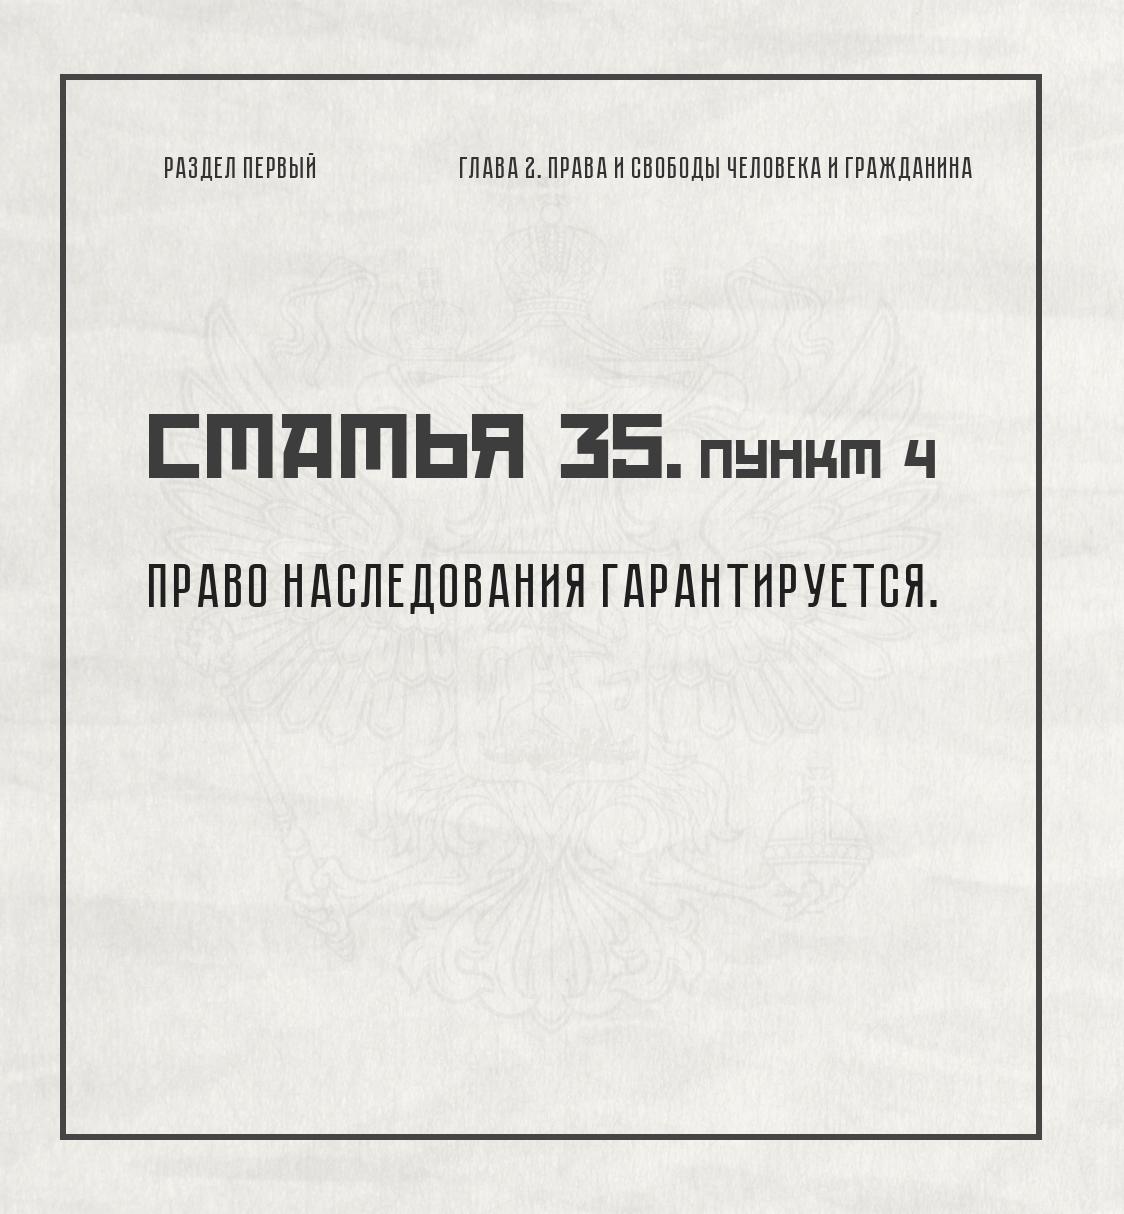 РАЗДЕЛ ПЕРВЫЙ ГЛАВА 2. ПРАВА И СВОБОДЫ ЧЕЛОВЕКА И ГРАЖДАНИНА
СТАТЬЯ 35. ПУНКТ 4
ПРАВО НАСЛЕДОВАНИЯ ГАРАНТИРУЕТСЯ.